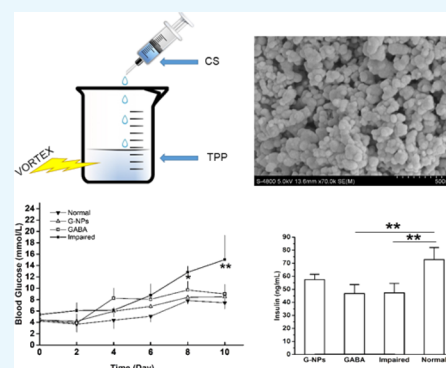 CS
TPP
VORTEX
S-4800 5.0kV 13.6mm x70.0k SE(M)
Blood Glucose (mmol/L)
24
22
20
18
16
14
12
10
8
6
4
2
0
Normal
G-NPs
GABA
Impaired
*
**
0 2 4 6 8 10
Time (Day)
Insulin (ng/mL)
90
80
70
60
50
40
30
20
10
0
**
**
G-NPs GABA Impaired Normal